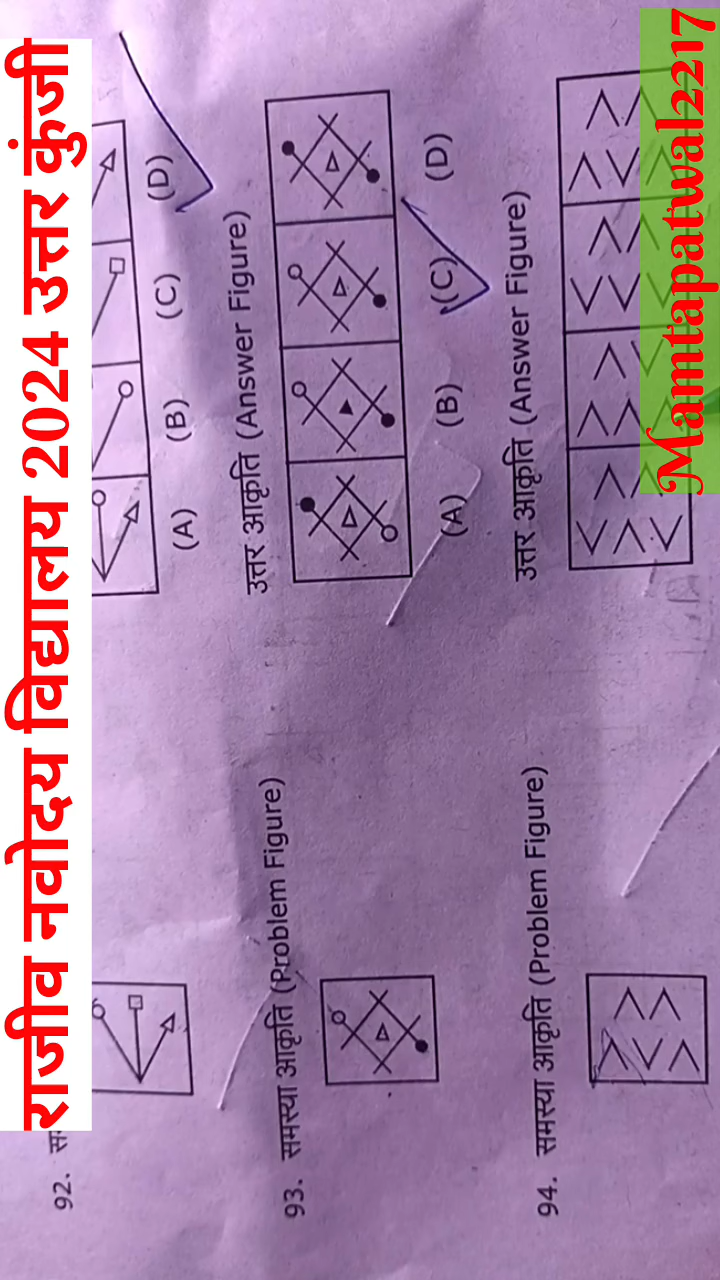 राजीव नवोदय विद्यालय 2024 उत्तर कुंजी
92.
(A) (B) (C) (D)
93. समस्या आकृति (Problem Figure) उत्तर आकृति (Answer Figure)
(A) (B) (C) (D)
94. समस्या आकृति (Problem Figure) उत्तर आकृति (Answer Figure)
Mamtapatwal2217